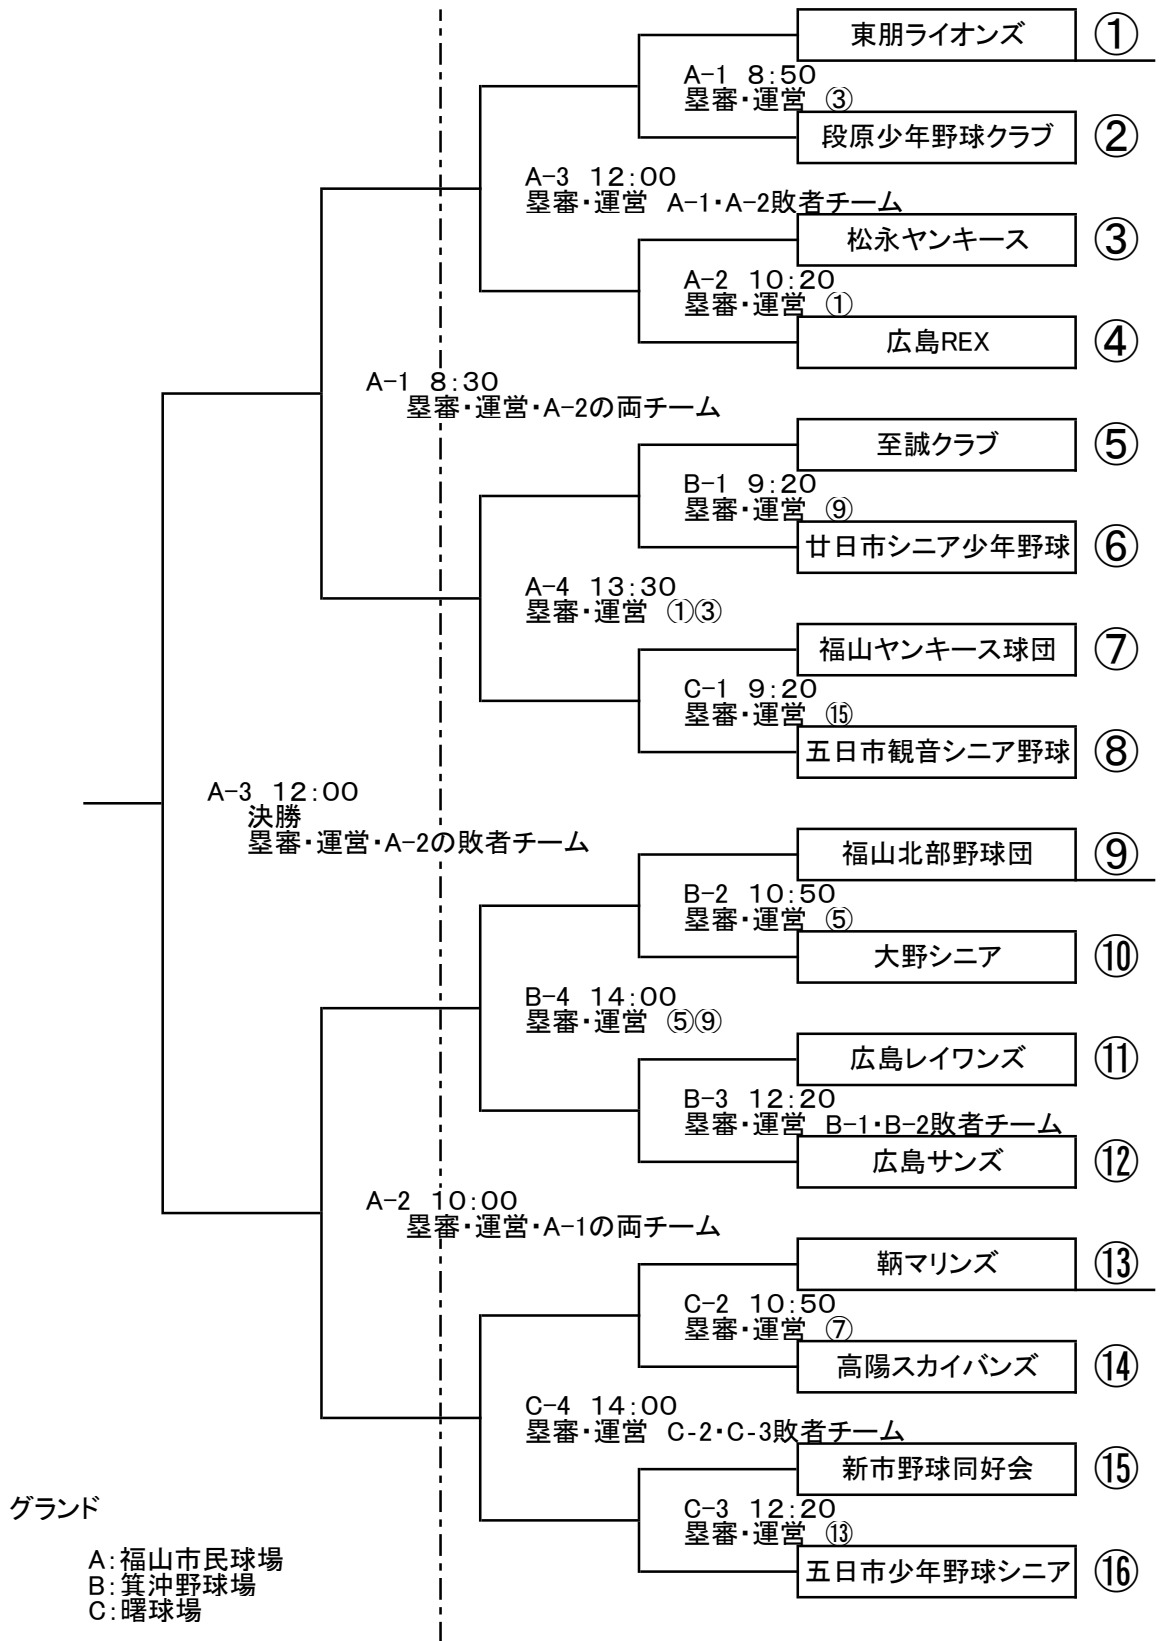 東朋ライオンズ ①
A-1 8:50
塁審・運営 ③
段原少年野球クラブ ②
A-3 12:00
塁審・運営 A-1・A-2敗者チーム
松永ヤンキース ③
A-2 10:20
塁審・運営 ①
広島REX ④
A-1 8:30
塁審・運営・A-2の両チーム
至誠クラブ ⑤
B-1 9:20
塁審・運営 ⑨
廿日市シニア少年野球 ⑥
A-4 13:30
塁審・運営 ①③
福山ヤンキース球団 ⑦
C-1 9:20
塁審・運営 ⑮
五日市観音シニア野球 ⑧
A-3 12:00
決勝
塁審・運営・A-2の敗者チーム
福山北部野球団 ⑨
B-2 10:50
塁審・運営 ⑤
大野シニア ⑩
B-4 14:00
塁審・運営 ⑤⑨
広島レイワンズ ⑪
B-3 12:20
塁審・運営 B-1・B-2敗者チーム
広島サンズ ⑫
A-2 10:00
塁審・運営・A-1の両チーム
鞆マリンズ ⑬
C-2 10:50
塁審・運営 ⑦
高陽スカイバンズ ⑭
C-4 14:00
塁審・運営 C-2・C-3敗者チーム
新市野球同好会 ⑮
C-3 12:20
塁審・運営 ⑬
五日市少年野球シニア ⑯
グランド
A:福山市民球場
B:箕沖野球場
C:曙球場